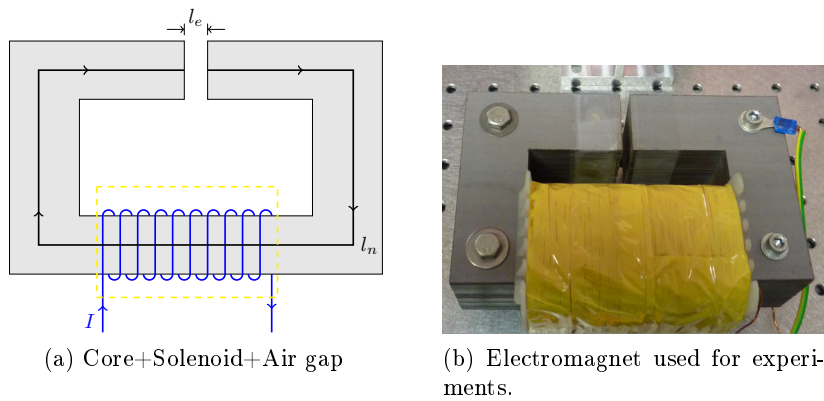 l_e
l_n
I
(a) Core+Solenoid+Air gap
(b) Electromagnet used for experi-
ments.